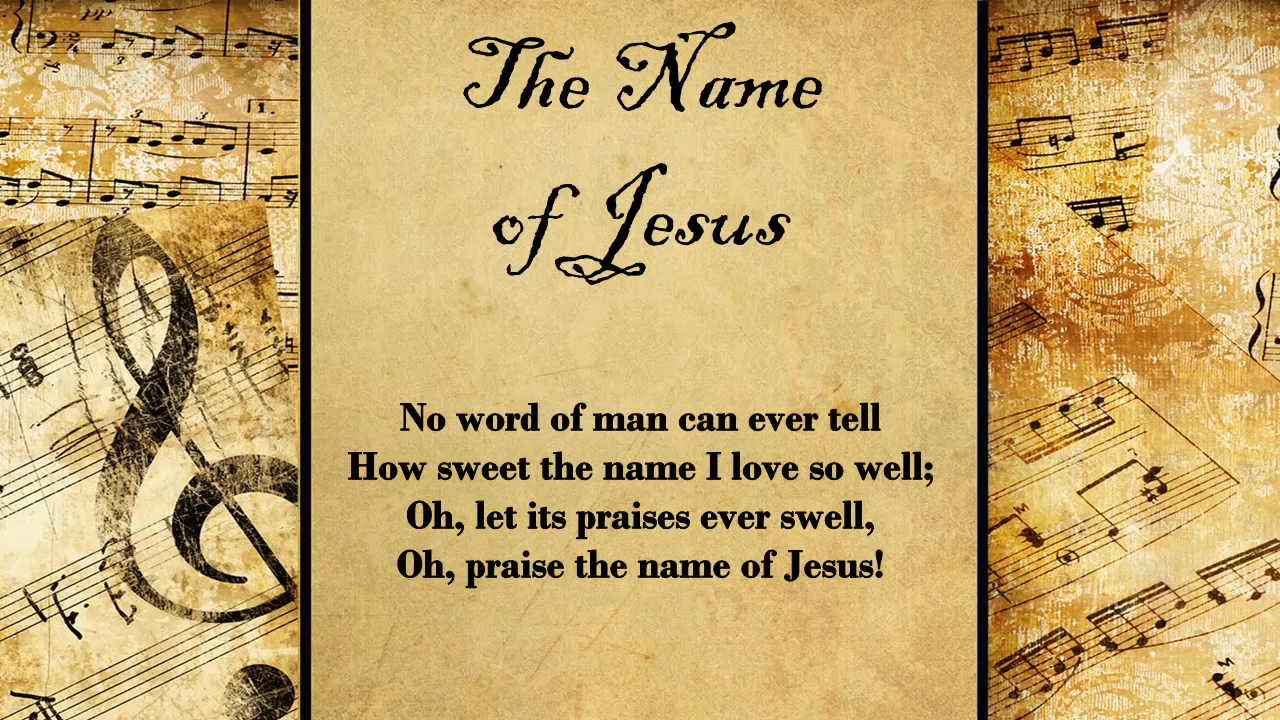 The Name
of Jesus
No word of man can ever tell
How sweet the name I love so well;
Oh, let its praises ever swell,
Oh, praise the name of Jesus!